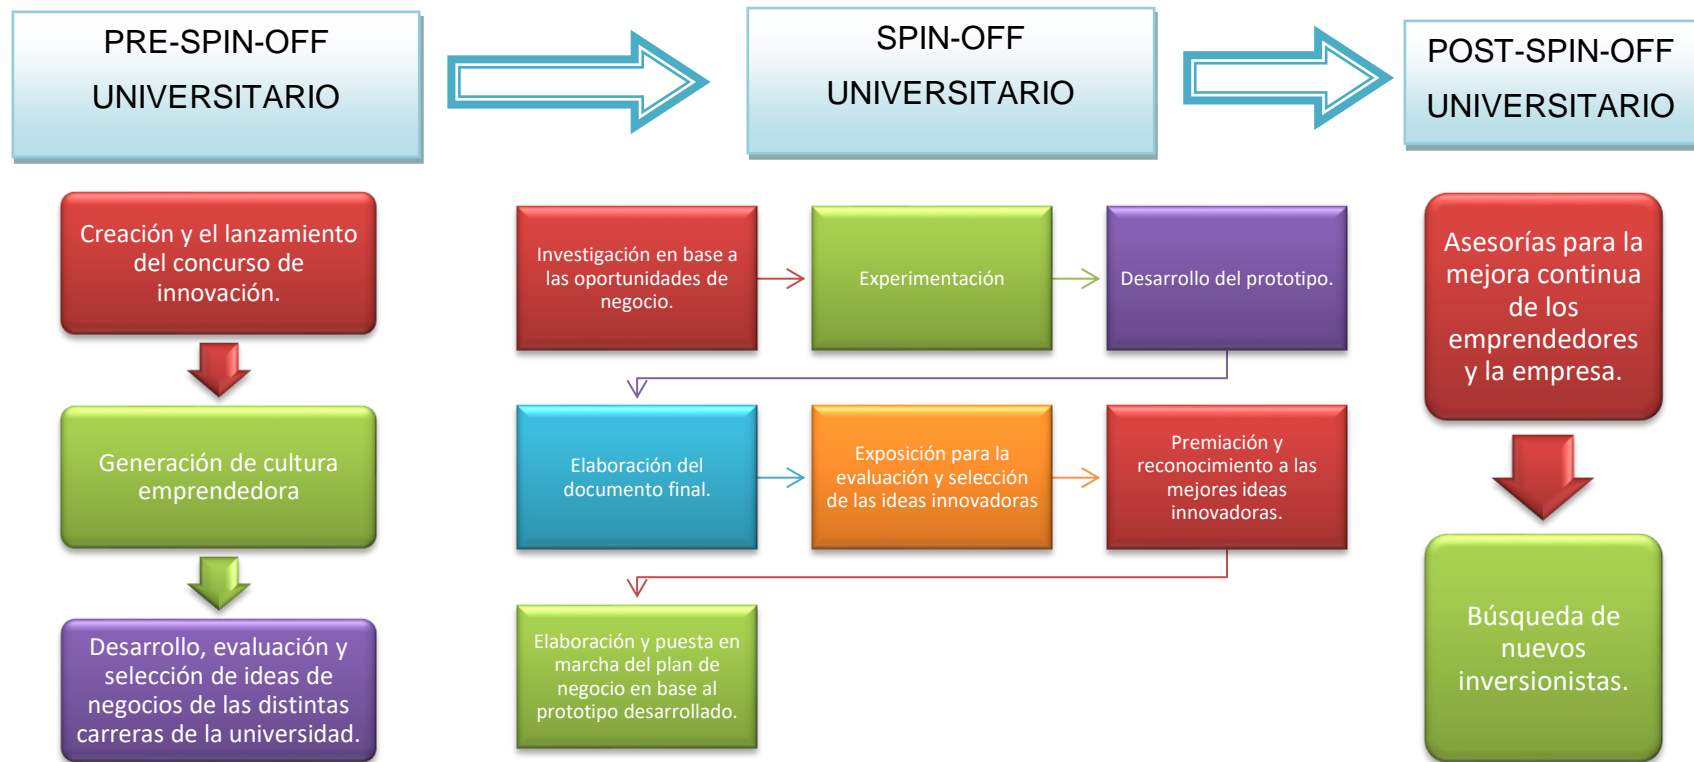 PRE-SPIN-OFF
UNIVERSITARIO
SPIN-OFF
UNIVERSITARIO
POST-SPIN-OFF
UNIVERSITARIO
Creación y el lanzamiento
del concurso de
innovación.
Generación de cultura
emprendedora
Desarrollo, evaluación y
selección de ideas de
negocios de las distintas
carreras de la universidad.
Investigación en base a
las oportunidades de
negocio.
Experimentación
Desarrollo del prototipo.
Elaboración del
documento final.
Exposición para la
evaluación y selección
de las ideas innovadoras
Premiación y
reconocimiento a las
mejores ideas
innovadoras.
Elaboración y puesta en
marcha del plan de
negocio en base al
prototipo desarrollado.
Asesorías para la
mejora continua
de los
emprendedores
y la empresa.
Búsqueda de
nuevos
inversionistas.